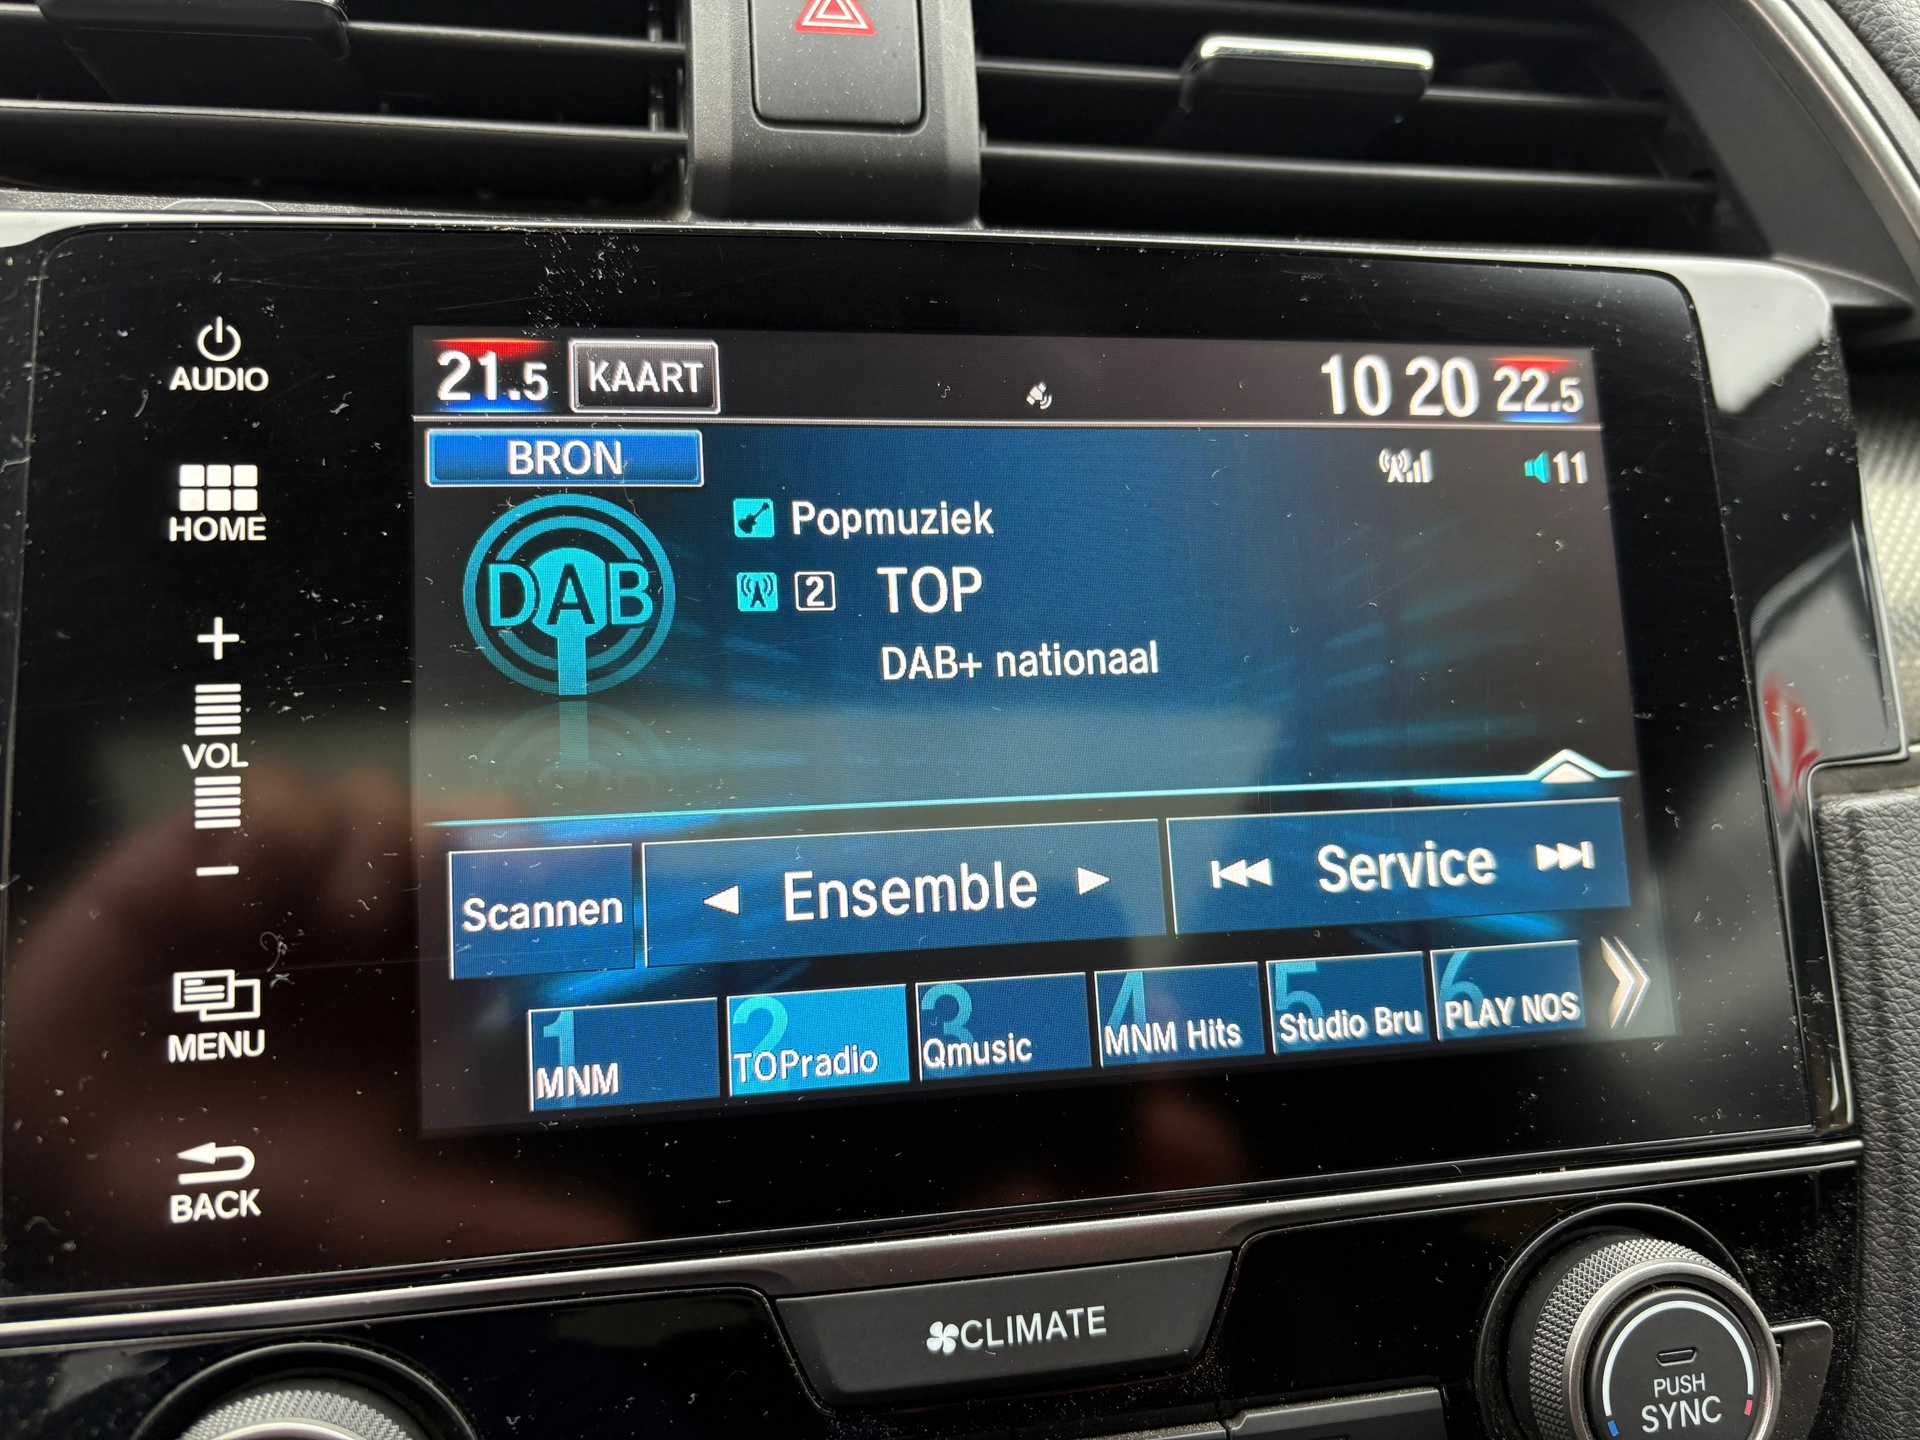 AUDIO
HOME
+
VOL
−
MENU
BACK
21.5 KAART 10 20 22.5
BRON
11
DAB
Popmuziek
2 TOP
DAB+ nationaal
Scannen
Ensemble
Service
1 MNM
2 TOPradio
3 Qmusic
4 MNM Hits
5 Studio Bru
6 PLAY NOS
CLIMATE
PUSH
SYNC